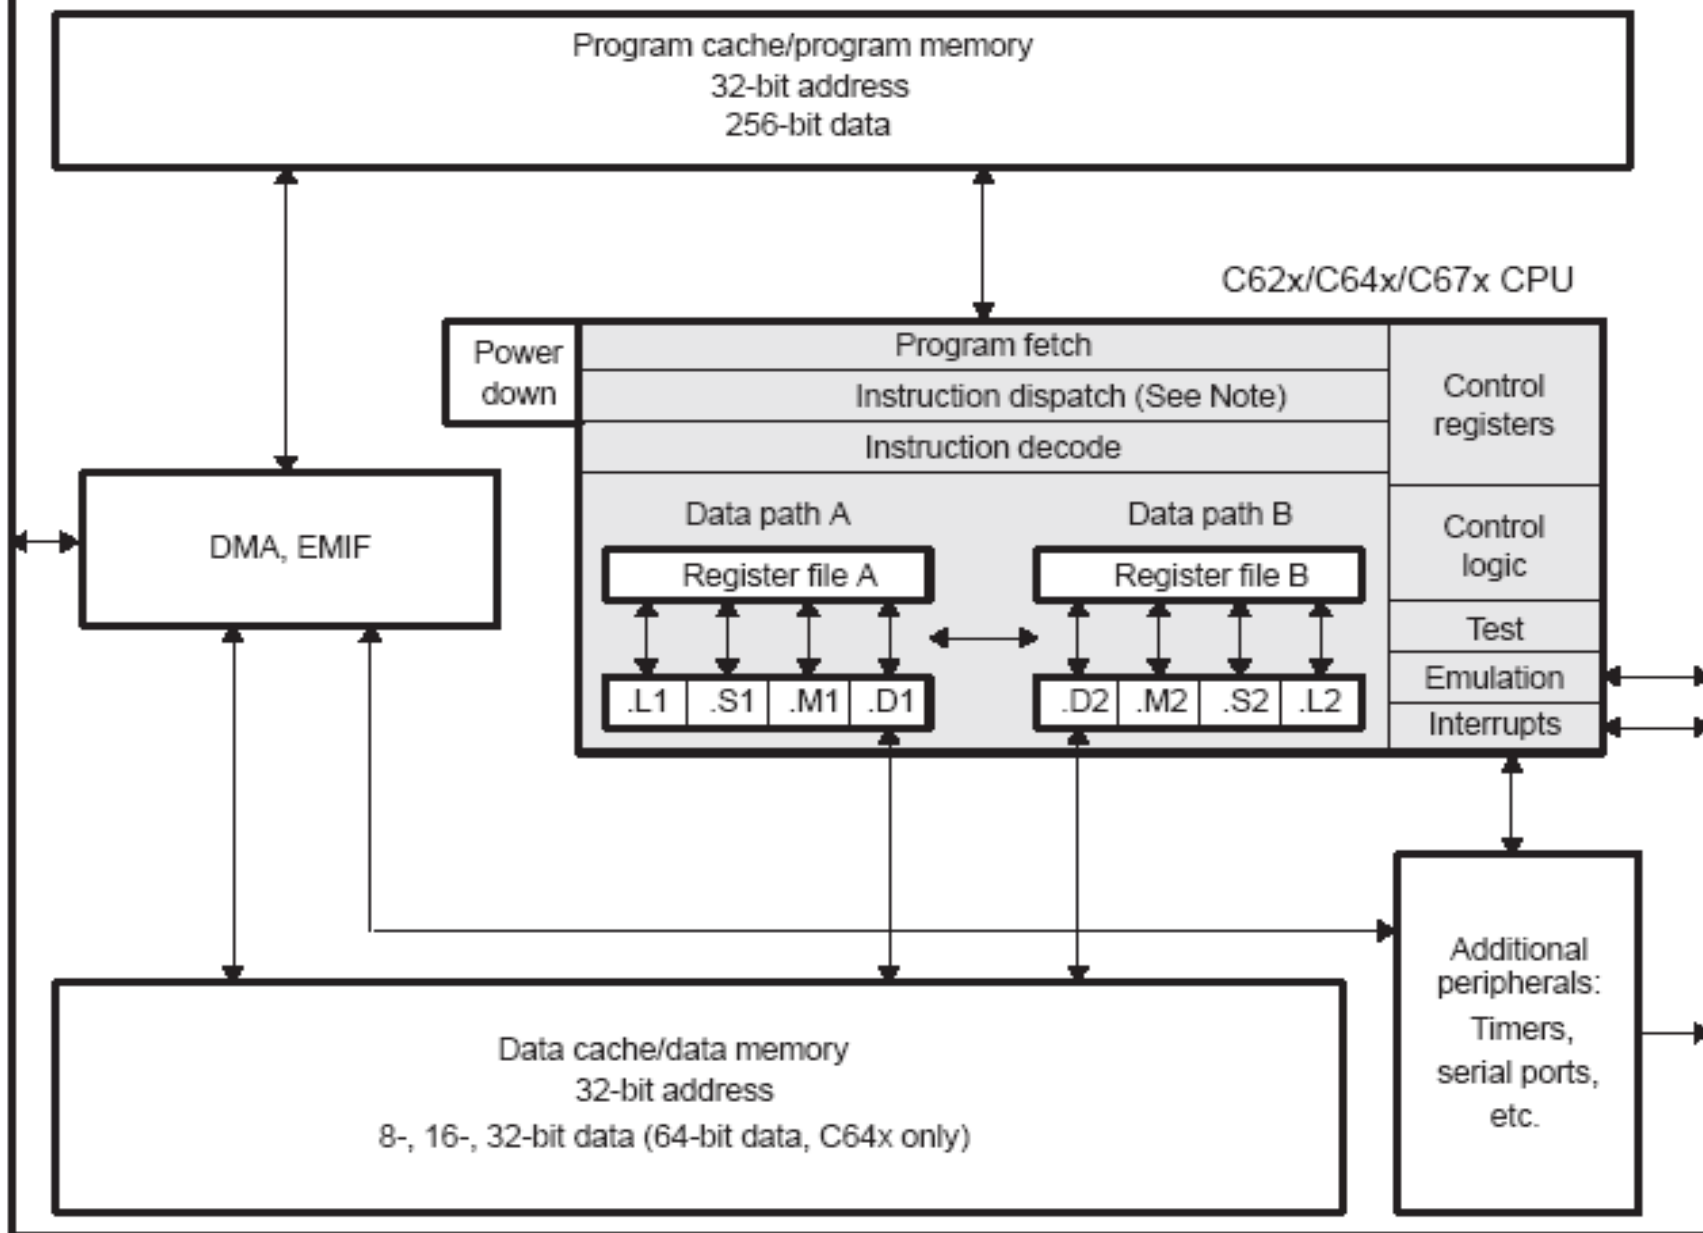 Program cache/program memory
32-bit address
256-bit data
C62x/C64x/C67x CPU
Power
down
Program fetch
Instruction dispatch (See Note)
Instruction decode
Control
registers
Data path A
Data path B
Control
logic
DMA, EMIF
Register file A
Register file B
Test
Emulation
Interrupts
.L1 .S1 .M1 .D1
.D2 .M2 .S2 .L2
Additional
peripherals:
Timers,
serial ports,
etc.
Data cache/data memory
32-bit address
8-, 16-, 32-bit data (64-bit data, C64x only)